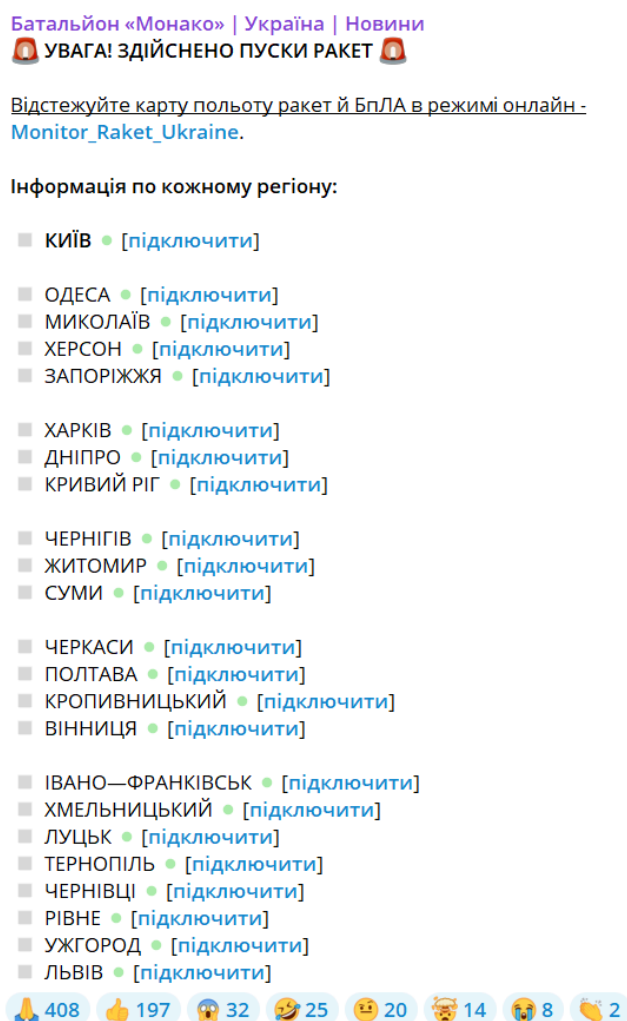 Батальйон «Монако» | Україна | Новини
🚨 УВАГА! ЗДІЙСНЕНО ПУСКИ РАКЕТ 🚨
Відстежуйте карту польоту ракет й БпЛА в режимі онлайн -
Monitor_Raket_Ukraine.
Інформація по кожному регіону:
КИЇВ [підключити]
ОДЕСА [підключити]
МИКОЛАЇВ [підключити]
ХЕРСОН [підключити]
ЗАПОРІЖЖЯ [підключити]
ХАРКІВ [підключити]
ДНІПРО [підключити]
КРИВИЙ РІГ [підключити]
ЧЕРНІГІВ [підключити]
ЖИТОМИР [підключити]
СУМИ [підключити]
ЧЕРКАСИ [підключити]
ПОЛТАВА [підключити]
КРОПИВНИЦЬКИЙ [підключити]
ВІННИЦЯ [підключити]
ІВАНО—ФРАНКІВСЬК [підключити]
ХМЕЛЬНИЦЬКИЙ [підключити]
ЛУЦЬК [підключити]
ТЕРНОПІЛЬ [підключити]
ЧЕРНІВЦІ [підключити]
РІВНЕ [підключити]
УЖГОРОД [підключити]
ЛЬВІВ [підключити]
🙏 408 👍 197 😱 32 🤣 25 🤨 20 🤯 14 😭 8 👏 2